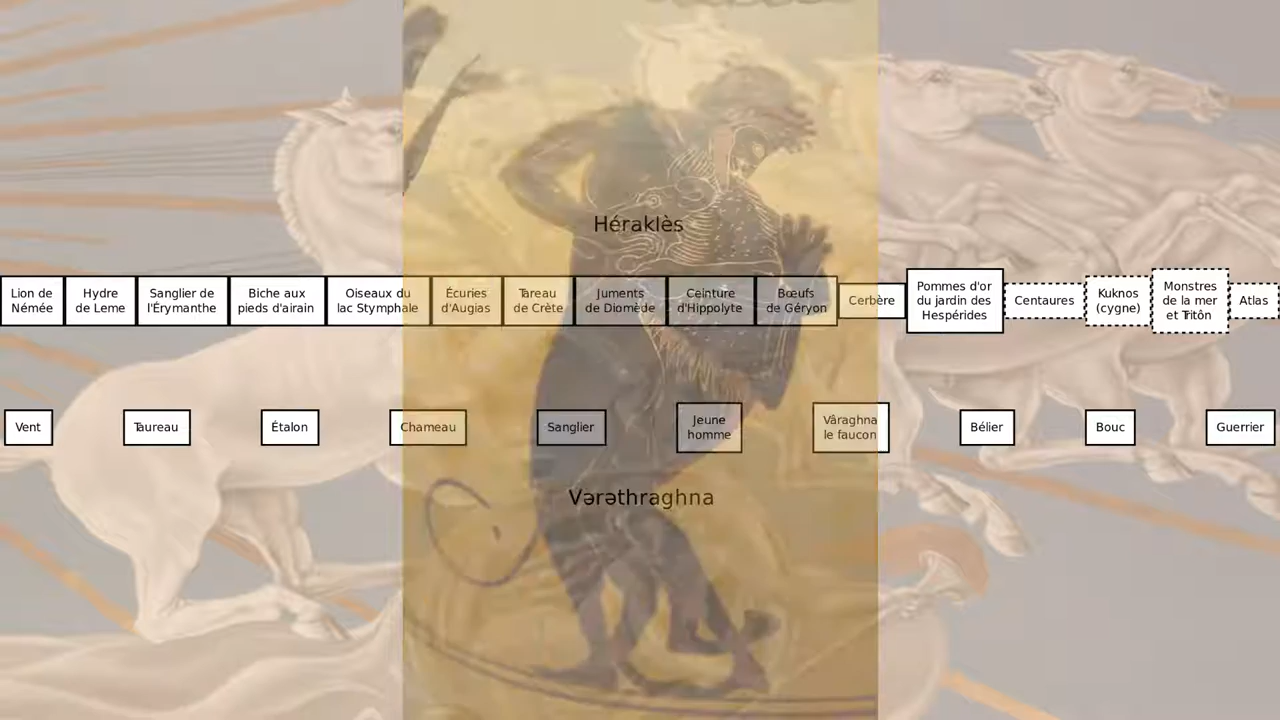 Héraklès
Lion de
Némée
Hydre
de Leme
Sanglier de
l'Érymanthe
Biche aux
pieds d'airain
Oiseaux du
lac Stymphale
Écuries
d'Augias
Tareau
de Crète
Juments
de Diomède
Ceinture
d'Hippolyte
Bœufs
de Géryon
Cerbère
Pommes d'or
du jardin des
Hespérides
Centaures
Kuknos
(cygne)
Monstres
de la mer
et Tritôn
Atlas
Vent
Taureau
Étalon
Chameau
Sanglier
Jeune
homme
Vâraghna
le faucon
Bélier
Bouc
Guerrier
Vərəthraghna